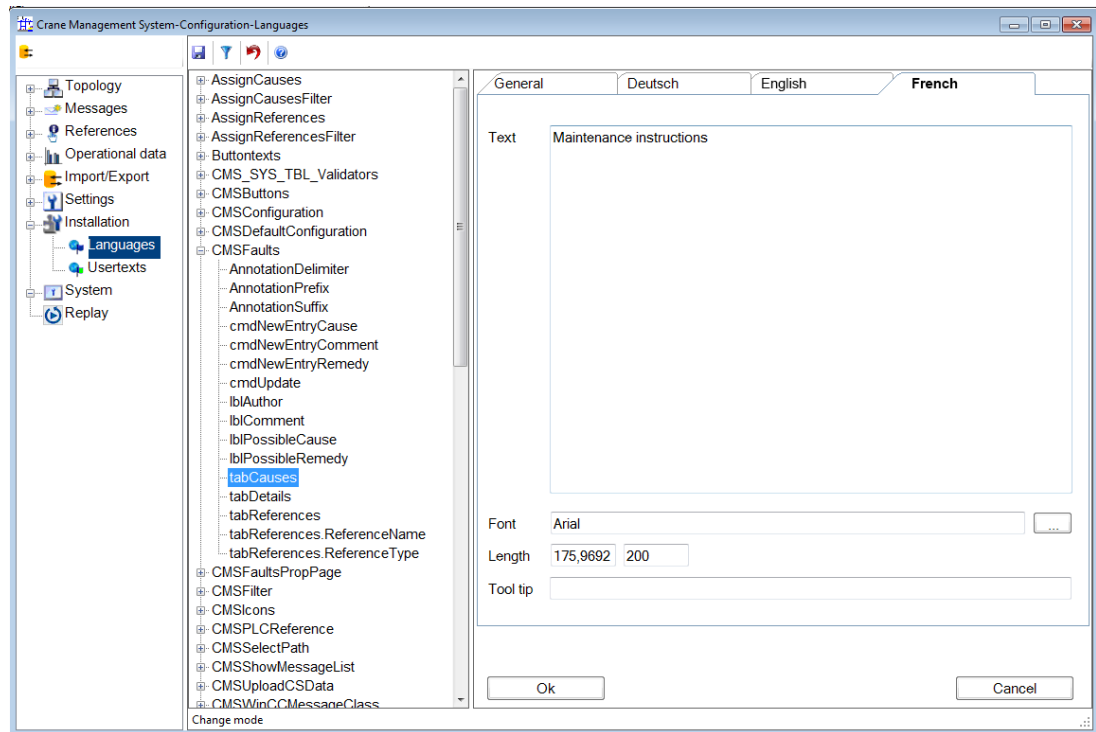 Crane Management System-Configuration-Languages
Topology
Messages
References
Operational data
Import/Export
Settings
Installation
Languages
Usertexts
System
Replay
AssignCauses
AssignCausesFilter
AssignReferences
AssignReferencesFilter
Buttontexts
CMS_SYS_TBL_Validators
CMSButtons
CMSConfiguration
CMSDefaultConfiguration
CMSFaults
AnnotationDelimiter
AnnotationPrefix
AnnotationSuffix
cmdNewEntryCause
cmdNewEntryComment
cmdNewEntryRemedy
cmdUpdate
lblAuthor
lblComment
lblPossibleCause
lblPossibleRemedy
tabCauses
tabDetails
tabReferences
tabReferences.ReferenceName
tabReferences.ReferenceType
CMSFaultsPropPage
CMSFilter
CMSIcons
CMSPLCReference
CMSSelectPath
CMSShowMessageList
CMSUploadCSData
CMSWinCCMessageClass
General Deutsch English French
Text Maintenance instructions
Font Arial ...
Length 175,9692 200
Tool tip
Ok Cancel
Change mode